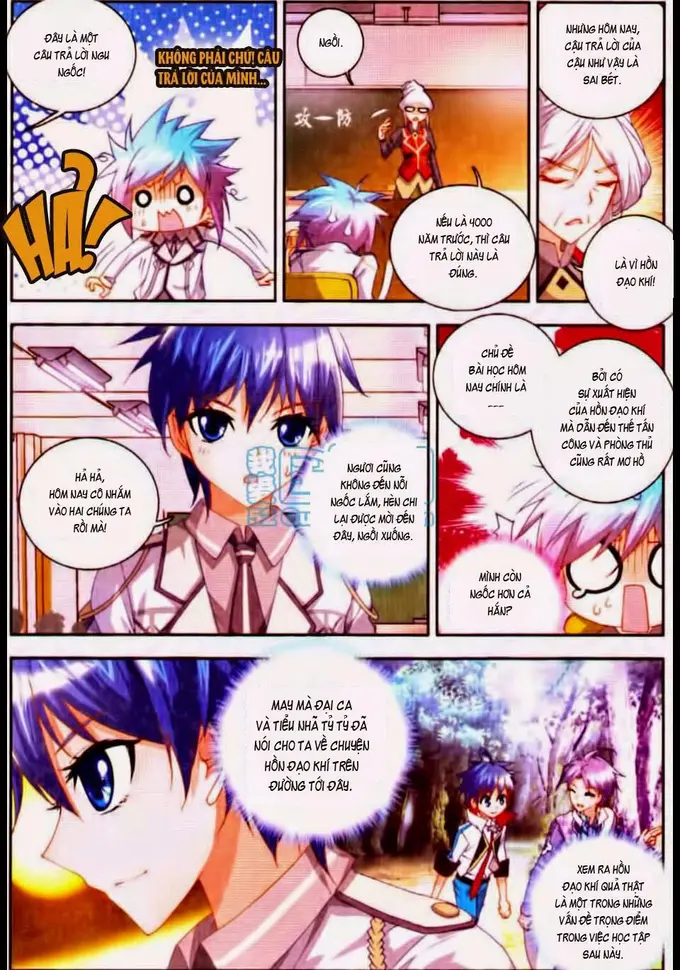 ĐÂY LÀ MỘT
CÂU TRẢ LỜI NGU
NGỐC!
KHÔNG PHẢI CHỨ! CÂU
TRẢ LỜI CỦA MÌNH...
HẢ!
NGỒI.
攻一防
NẾU LÀ 4000
NĂM TRƯỚC, THÌ CÂU
TRẢ LỜI NÀY LÀ
ĐÚNG.
NHƯNG HÔM NAY,
CẬU TRẢ LỜI CỦA
CÂU NHƯ VẬY LÀ
SAI BÉT.
LÀ VÌ HỒN
ĐẠO KHÍ!
HẢ HẢ,
HÔM NAY CÔ NHẮM
VÀO HAI CHÚNG TA
RỒI MÀ!
NGƯƠI CŨNG
KHÔNG ĐẾN NỖI
NGỐC LẮM, HÈN CHI
LẠI ĐƯỢC MỜI ĐẾN
ĐÂY, NGỒI XUỐNG.
CHỦ ĐỀ
BÀI HỌC HÔM
NAY CHÍNH LÀ
---
BỞI CÓ
SỰ XUẤT HIỆN
CỦA HỒN ĐẠO KHÍ
MÀ DẪN ĐẾN THẾ TẤN
CÔNG VÀ PHÒNG THỦ
CŨNG RẤT MƠ HỒ
MÌNH CÒN
NGỐC HƠN CẢ
HẮN?
MAY MÀ ĐẠI CA
VÀ TIỂU NHÃ TỶ TỶ ĐÃ
NÓI CHO TA VỀ CHUYỆN
HỒN ĐẠO KHÍ TRÊN
ĐƯỜNG TỚI ĐÂY.
XEM RA HỒN
ĐẠO KHÍ QUẢ THẬT
LÀ MỘT TRONG NHỮNG
VẤN ĐỀ TRỌNG ĐIỂM
TRONG VIỆC HỌC TẬP
SAU NÀY.